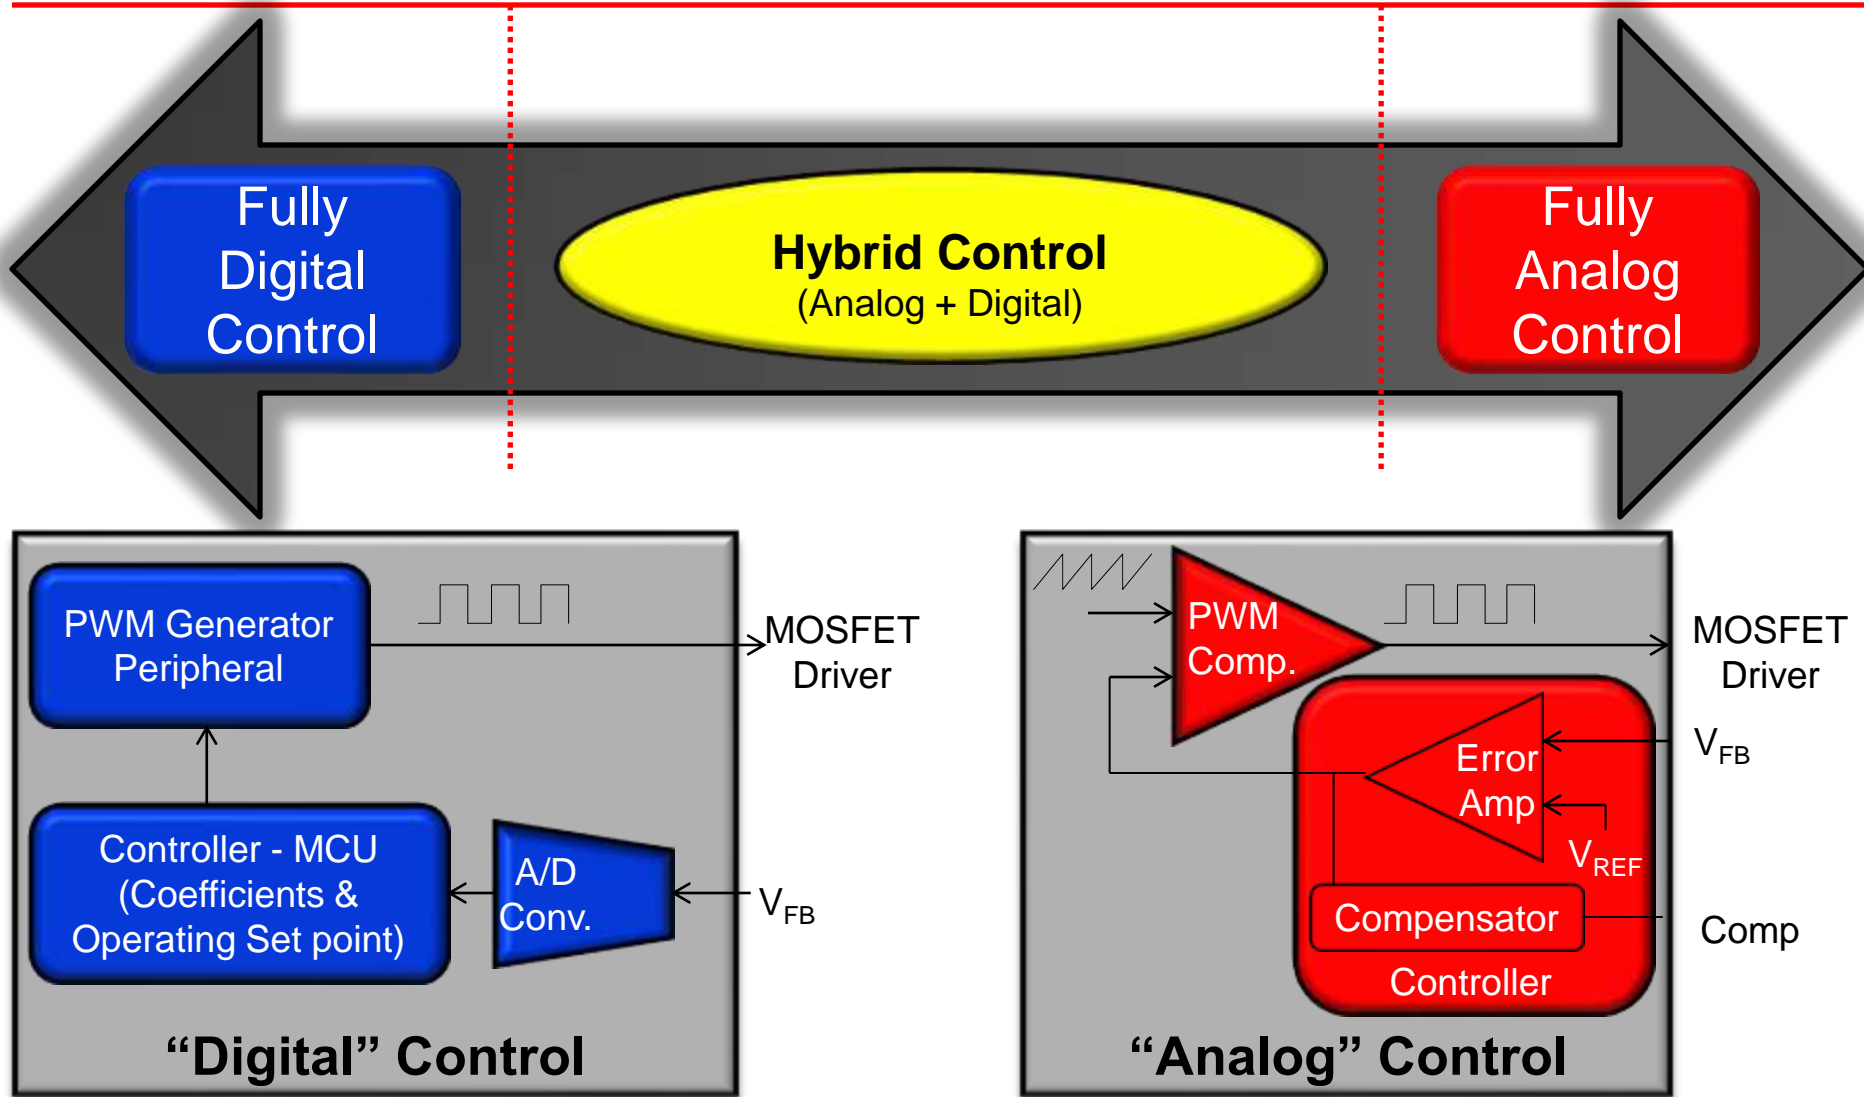 Fully
Digital
Control
Hybrid Control
(Analog + Digital)
Fully
Analog
Control
PWM Generator
Peripheral
MOSFET
Driver
Controller - MCU
(Coefficients &
Operating Set point)
A/D
Conv.
VFB
“Digital” Control
PWM
Comp.
MOSFET
Driver
Error
Amp
VFB
VREF
Compensator
Comp
Controller
“Analog” Control